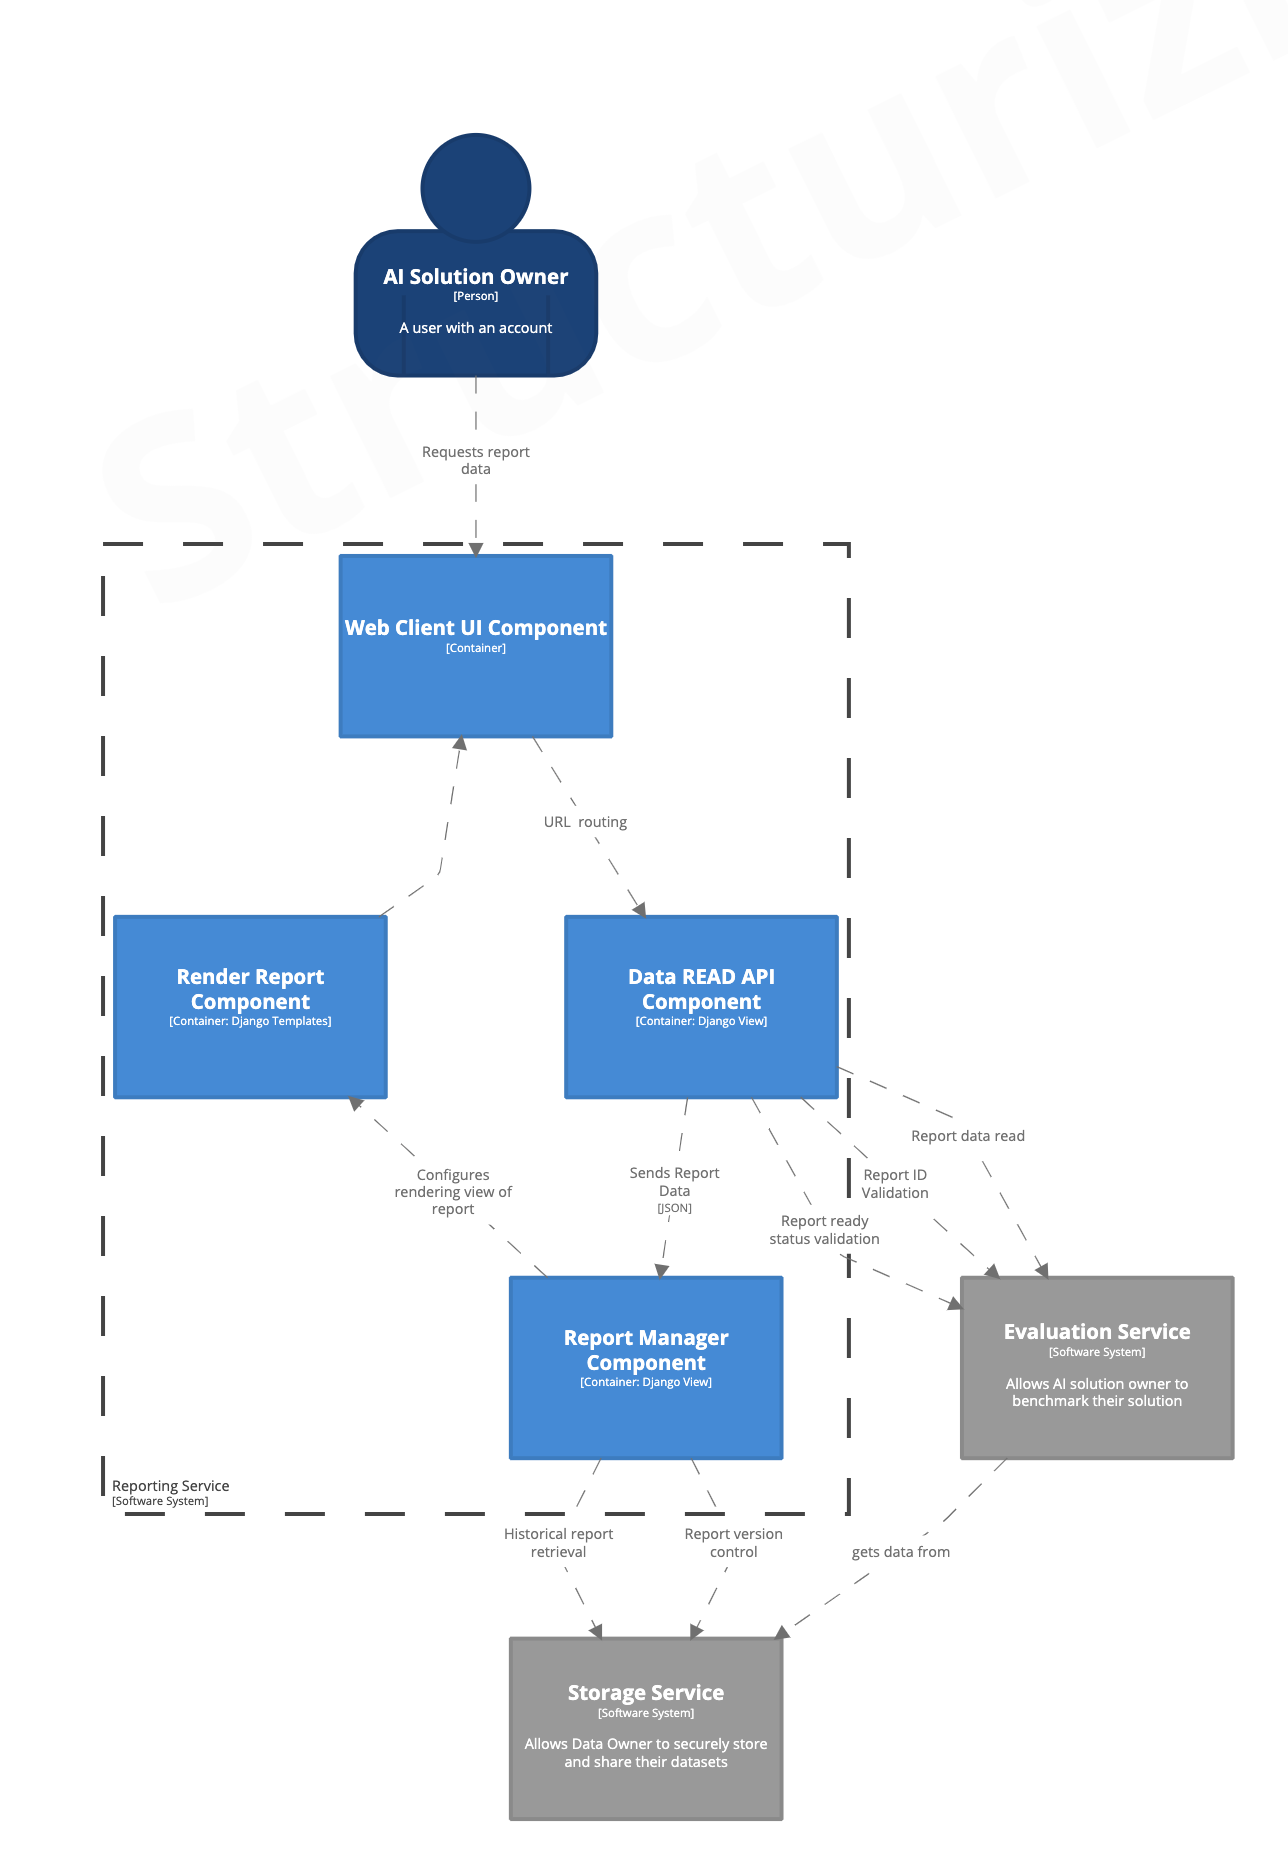 Structuriz
AI Solution Owner
[Person]
A user with an account
Requests report
data
Web Client UI Component
[Container]
URL  routing
Render Report
Component
[Container: Django Templates]
Data READ API
Component
[Container: Django View]
Report data read
Configures
rendering view of
report
Sends Report
Data
[JSON]
Report ID
Validation
Report ready
status validation
Report Manager
Component
[Container: Django View]
Evaluation Service
[Software System]
Allows AI solution owner to
benchmark their solution
Reporting Service
[Software System]
Historical report
retrieval
Report version
control
gets data from
Storage Service
[Software System]
Allows Data Owner to securely store
and share their datasets